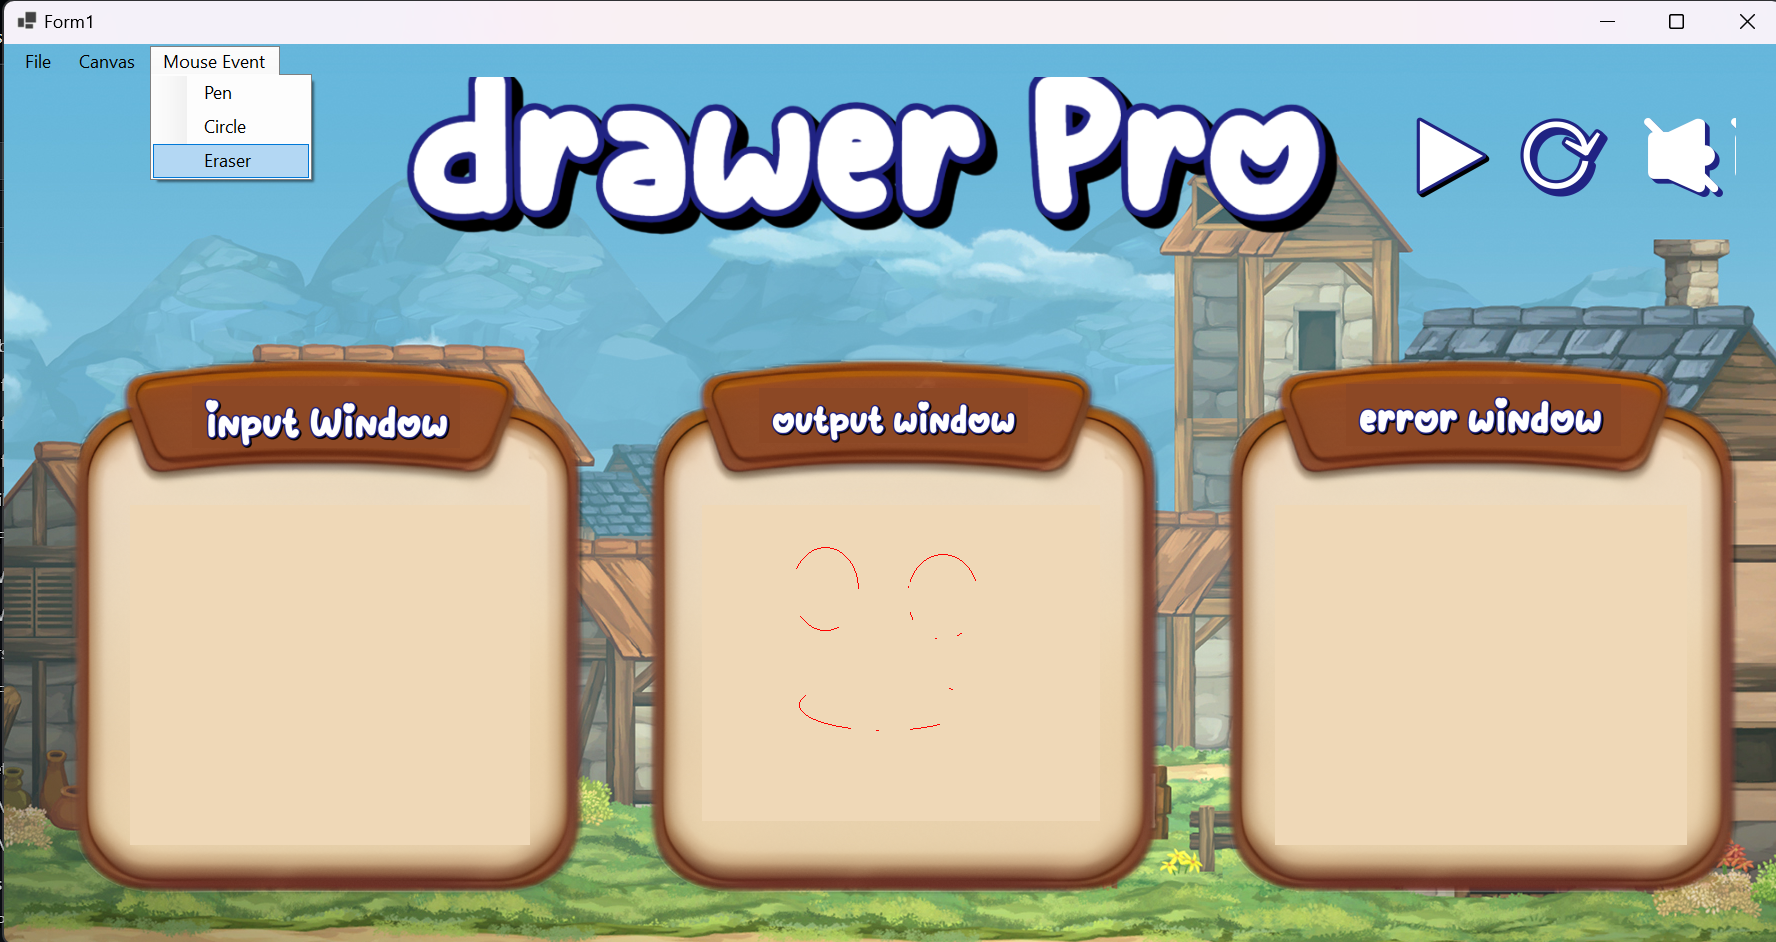 Form1
File Canvas Mouse Event
Pen
Circle
Eraser
drawer Pro
input Window
output window
error window